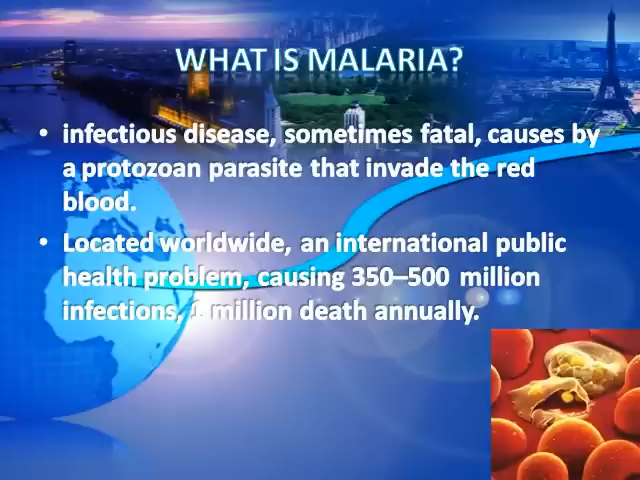 WHAT IS MALARIA?
• infectious disease, sometimes fatal, causes by
a protozoan parasite that invade the red
blood.
• Located worldwide, an international public
health problem, causing 350–500 million
infections, 1 million death annually.